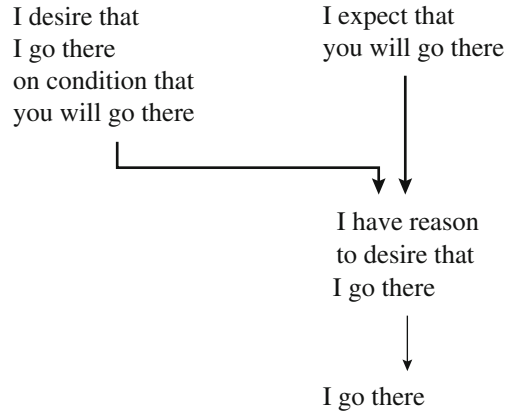 I desire that
I go there
on condition that
you will go there
I expect that
you will go there
I have reason
to desire that
I go there
I go there